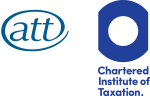 att
Chartered
Institute of
Taxation.